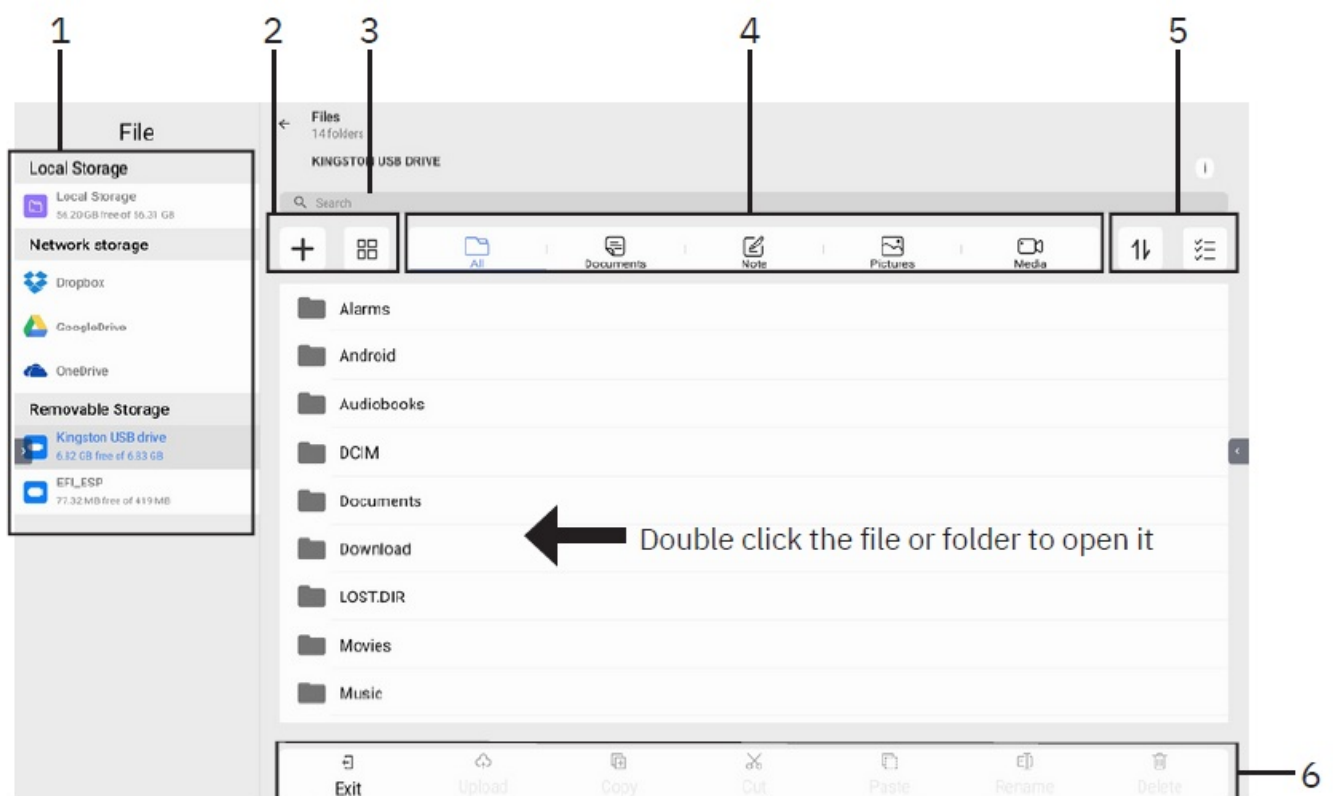 1
2
3
4
5
File
Local Storage
Local Storage
56.20 GB free of 56.31 GB
Network storage
Dropbox
GoogleDrive
OneDrive
Removable Storage
Kingston USB drive
6.82 GB free of 6.83 GB
EFI_ESP
77.32 MB free of 419 MB
Files
14 folders
KINGSTON USB DRIVE
Search
All
Documents
Note
Pictures
Media
Alarms
Android
Audiobooks
DCIM
Documents
Download
LOST.DIR
Movies
Music
Double click the file or folder to open it
Exit
Upload
Copy
Cut
Paste
Rename
Delete
6